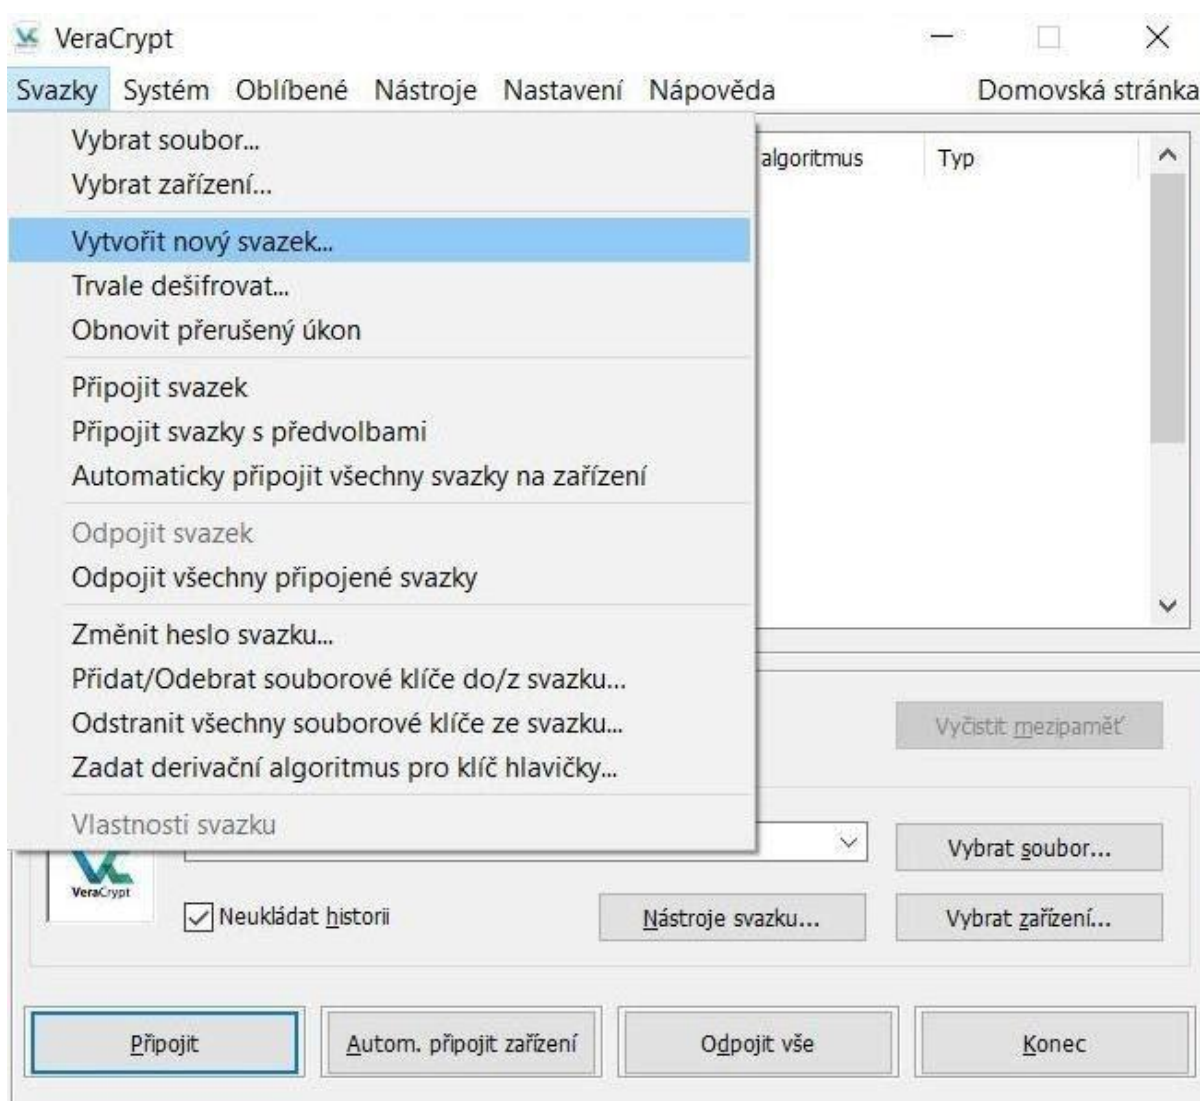 VeraCrypt
Svazky Systém Oblíbené Nástroje Nastavení Nápověda Domovská stránka
Vybrat soubor...
Vybrat zařízení...
algoritmus Typ
Vytvořit nový svazek...
Trvale dešifrovat...
Obnovit přerušený úkon
Připojit svazek
Připojit svazky s předvolbami
Automaticky připojit všechny svazky na zařízení
Odpojit svazek
Odpojit všechny připojené svazky
Změnit heslo svazku...
Přidat/Odebrat souborové klíče do/z svazku...
Odstranit všechny souborové klíče ze svazku...
Zadat derivační algoritmus pro klíč hlavičky...
Vlastnosti svazku
Vyčistit mezipaměť
Vybrat soubor...
VeraCrypt
Neukládat historii
Nástroje svazku...
Vybrat zařízení...
Připojit
Autom. připojit zařízení
Odpojit vše
Konec